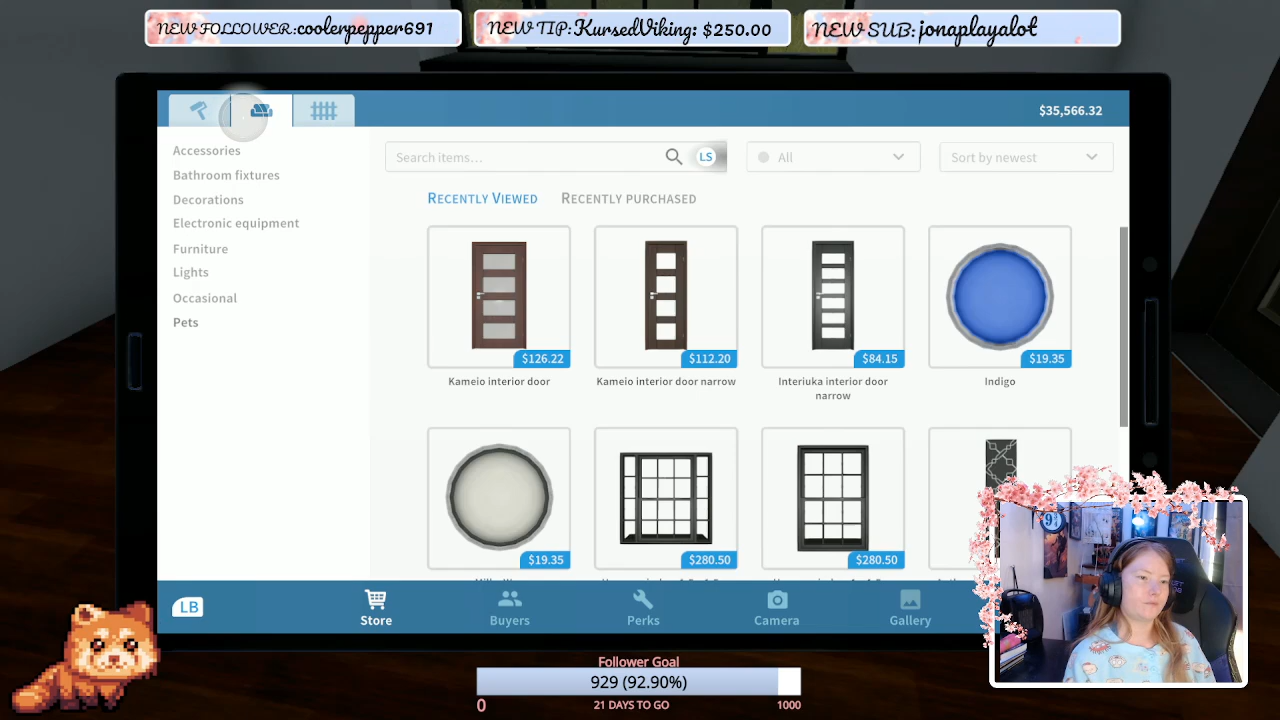 NEW FOLLOWER: coolerpepper691
NEW TIP: KursedViking: $250.00
NEW SUB: jonaplayalot
$35,566.32
Accessories
Bathroom fixtures
Decorations
Electronic equipment
Furniture
Lights
Occasional
Pets
Search items...
LS
All
Sort by newest
RECENTLY VIEWED
RECENTLY PURCHASED
$126.22
Kameio interior door
$112.20
Kameio interior door narrow
$84.15
Interiuka interior door
narrow
$19.35
Indigo
$19.35
$280.50
$280.50
LB
Store
Buyers
Perks
Camera
Gallery
Follower Goal
929 (92.90%)
0
21 DAYS TO GO
1000